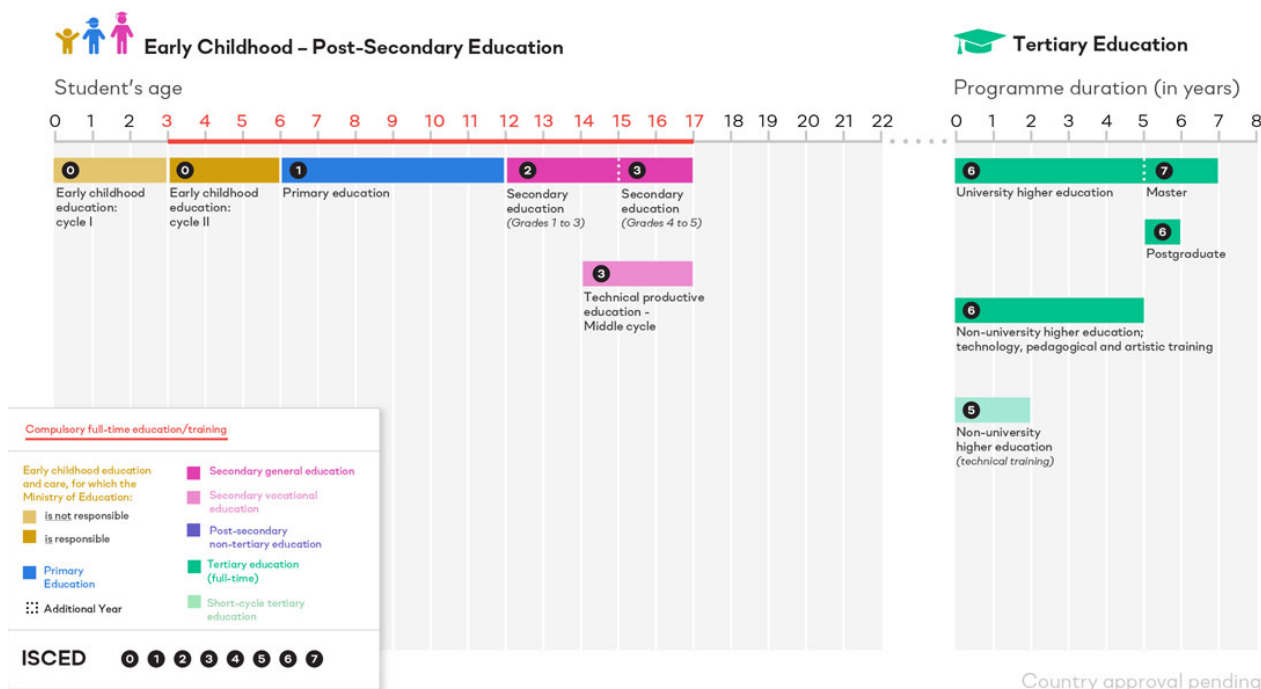 Early Childhood – Post-Secondary Education
Tertiary Education
Student's age
Programme duration (in years)
0 1 2 3 4 5 6 7 8 9 10 11 12 13 14 15 16 17 18 19 20 21 22
0 1 2 3 4 5 6 7 8
0
Early childhood
education:
cycle I
0
Early childhood
education:
cycle II
1
Primary education
2
Secondary
education
(Grades 1 to 3)
3
Secondary
education
(Grades 4 to 5)
3
Technical productive
education -
Middle cycle
6
University higher education
7
Master
6
Postgraduate
6
Non-university higher education;
technology, pedagogical and artistic training
5
Non-university
higher education
(technical training)
Compulsory full-time education/training
Early childhood education
and care, for which the
Ministry of Education:
is not responsible
is responsible
Primary
Education
Additional Year
Secondary general education
Secondary vocational
education
Post-secondary
non-tertiary education
Tertiary education
(full-time)
Short-cycle tertiary
education
ISCED 0 1 2 3 4 5 6 7
Country approval pending